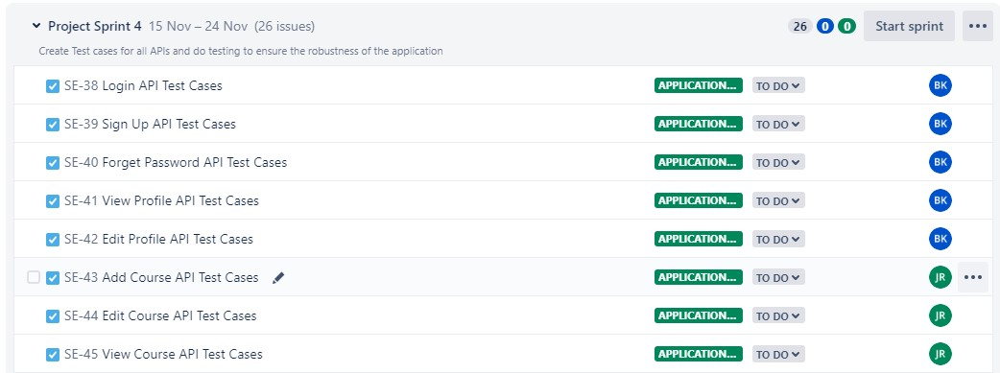 Project Sprint 4 15 Nov – 24 Nov (26 issues) 26 0 0 Start sprint
Create Test cases for all APIs and do testing to ensure the robustness of the application
SE-38 Login API Test Cases APPLICATION... TO DO BK
SE-39 Sign Up API Test Cases APPLICATION... TO DO BK
SE-40 Forget Password API Test Cases APPLICATION... TO DO BK
SE-41 View Profile API Test Cases APPLICATION... TO DO BK
SE-42 Edit Profile API Test Cases APPLICATION... TO DO BK
SE-43 Add Course API Test Cases APPLICATION... TO DO JR
SE-44 Edit Course API Test Cases APPLICATION... TO DO JR
SE-45 View Course API Test Cases APPLICATION... TO DO JR